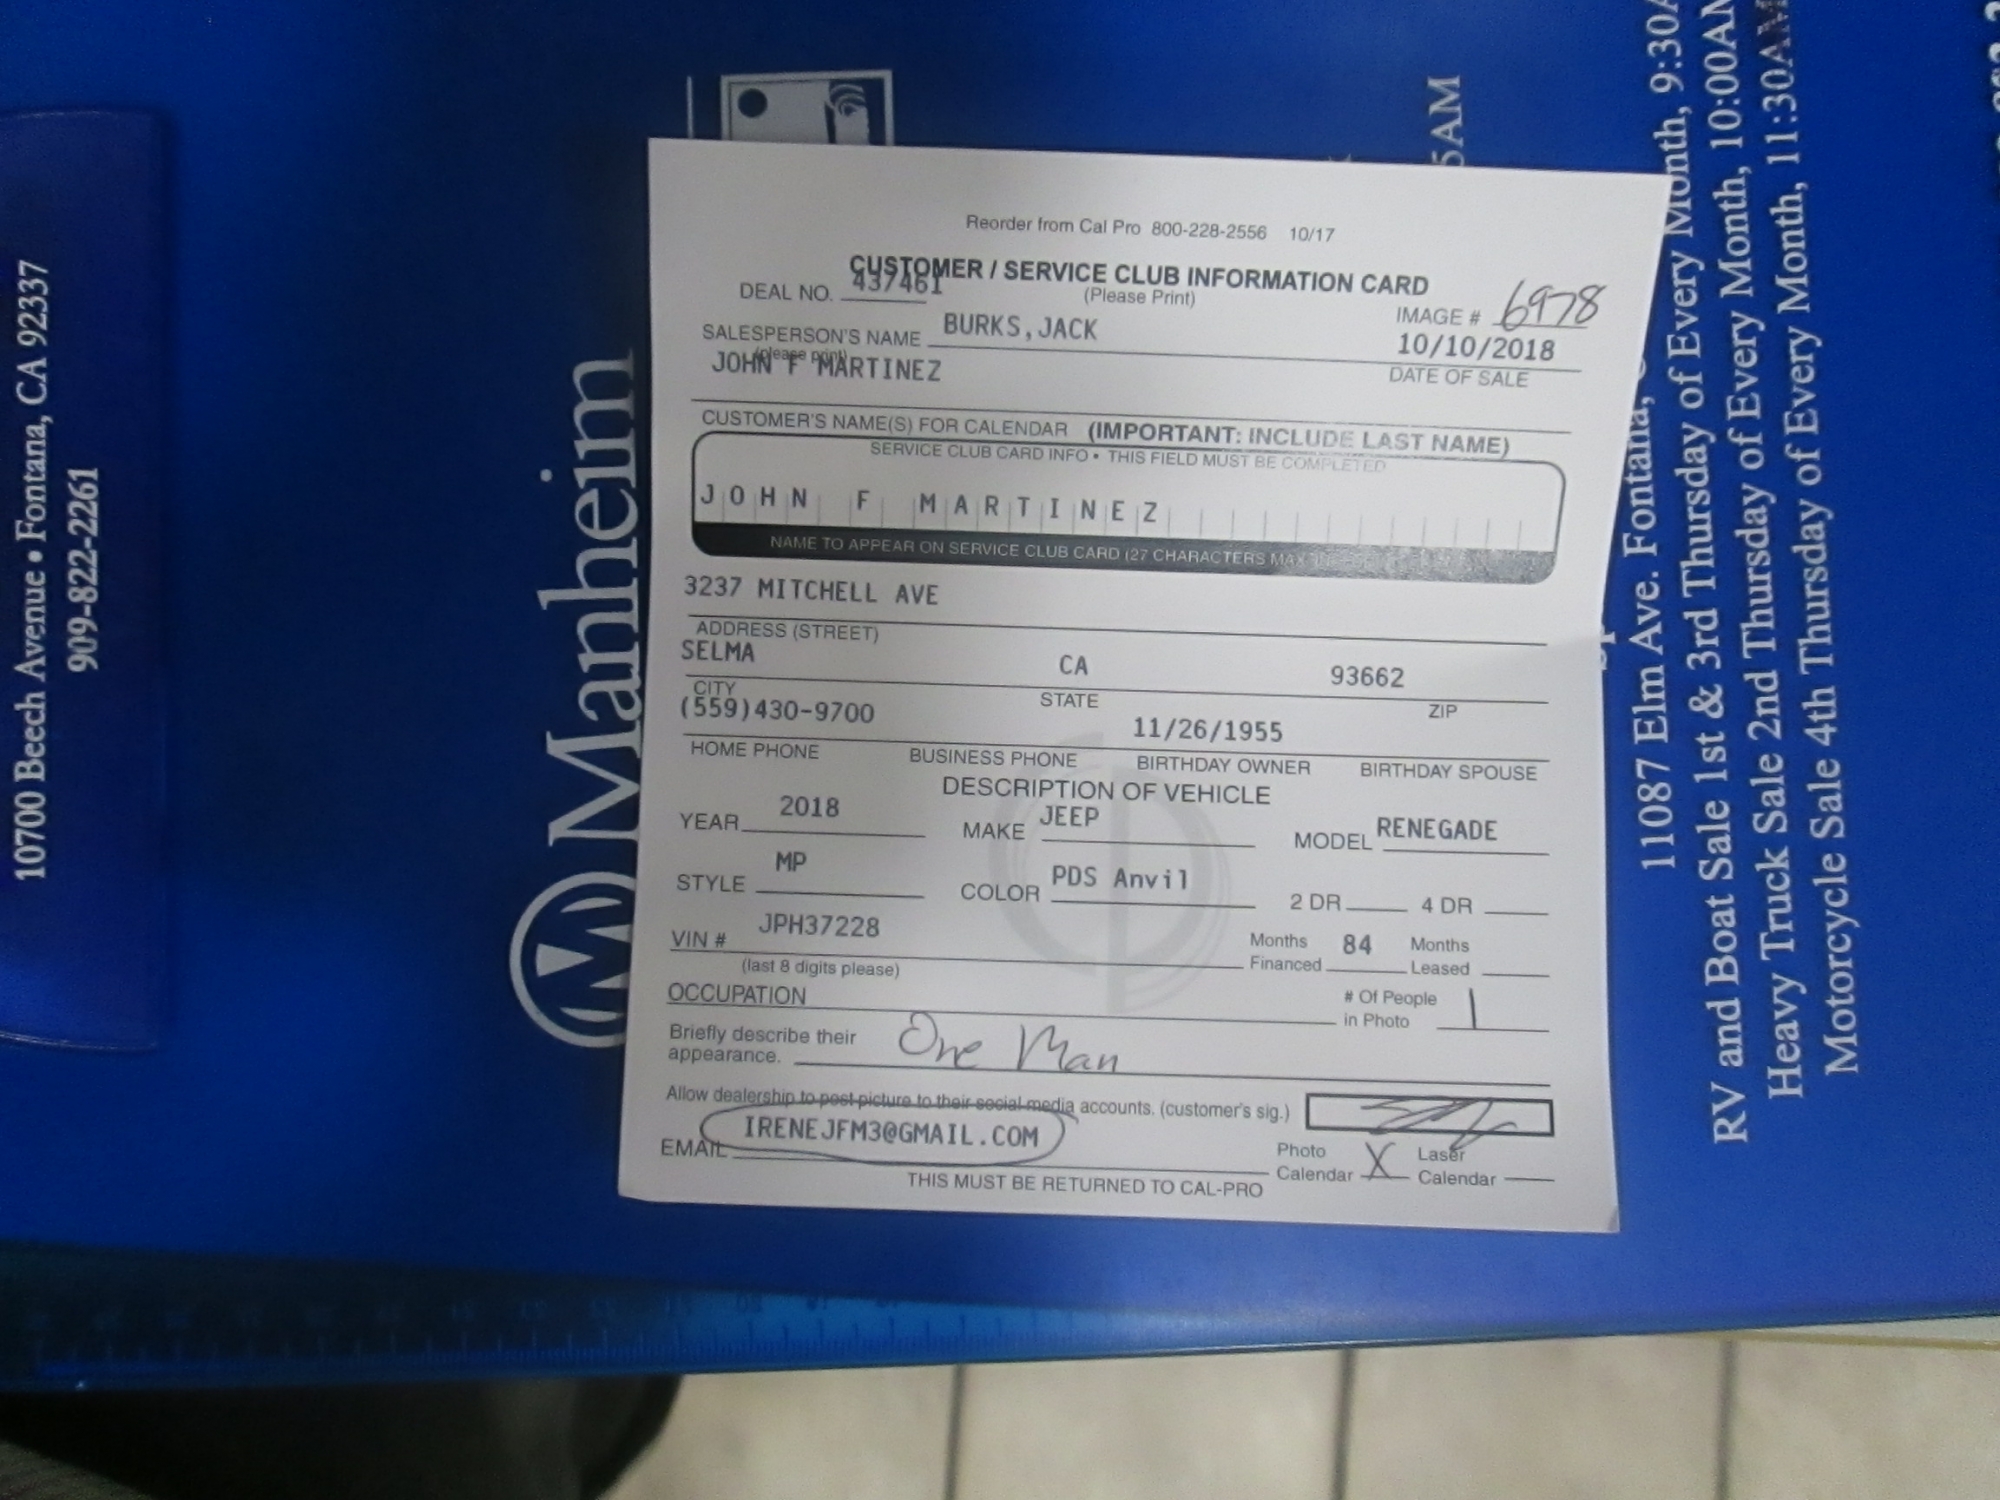 Reorder from Cal Pro 800-228-2556 10/17
CUSTOMER / SERVICE CLUB INFORMATION CARD
(Please Print)
DEAL NO. 437461
IMAGE # 6978
SALESPERSON'S NAME BURKS,JACK
(please print)
10/10/2018
DATE OF SALE
JOHN F MARTINEZ
CUSTOMER'S NAME(S) FOR CALENDAR (IMPORTANT: INCLUDE LAST NAME)
SERVICE CLUB CARD INFO • THIS FIELD MUST BE COMPLETED
JOHN F MARTINEZ
NAME TO APPEAR ON SERVICE CLUB CARD (27 CHARACTERS MAX
3237 MITCHELL AVE
ADDRESS (STREET)
SELMA CA 93662
CITY STATE ZIP
(559)430-9700 11/26/1955
HOME PHONE BUSINESS PHONE BIRTHDAY OWNER BIRTHDAY SPOUSE
DESCRIPTION OF VEHICLE
YEAR 2018 MAKE JEEP MODEL RENEGADE
STYLE MP COLOR PDS Anvil 2 DR 4 DR
VIN # JPH37228 Months Financed 84 Months Leased
(last 8 digits please)
OCCUPATION # Of People in Photo 1
Briefly describe their
appearance. One Man
Allow dealership to post picture to their social media accounts. (customer's sig.)
EMAIL IRENEJFM3@GMAIL.COM Photo Calendar X Laser Calendar
THIS MUST BE RETURNED TO CAL-PRO
10700 Beech Avenue • Fontana, CA 92337
909-822-2261
Manheim
5AM
11087 Elm Ave. Fontana,
RV and Boat Sale 1st & 3rd Thursday of Every Month, 9:30A
Heavy Truck Sale 2nd Thursday of Every Month, 10:00AM
Motorcycle Sale 4th Thursday of Every Month, 11:30AM